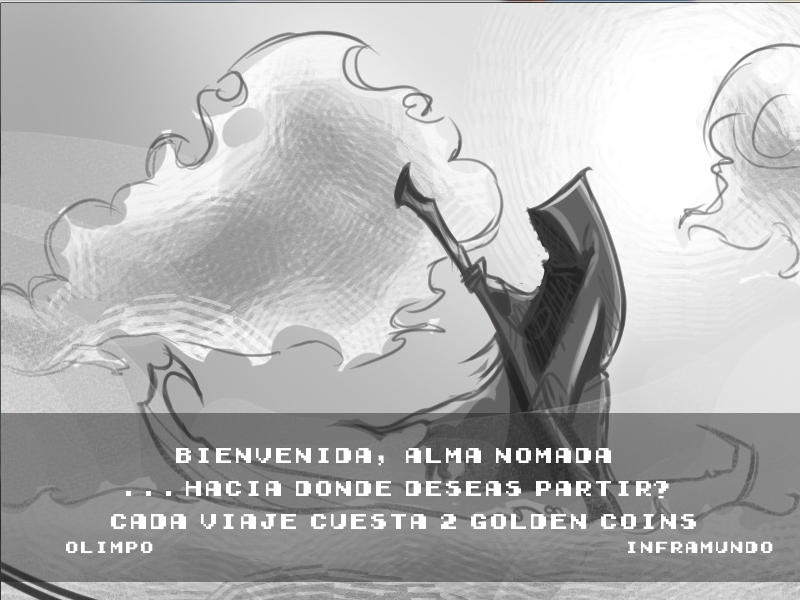 BIENVENIDA, ALMA NOMADA
...HACIA DONDE DESEAS PARTIR?
CADA VIAJE CUESTA 2 GOLDEN COINS
OLIMPO
INFRAMUNDO